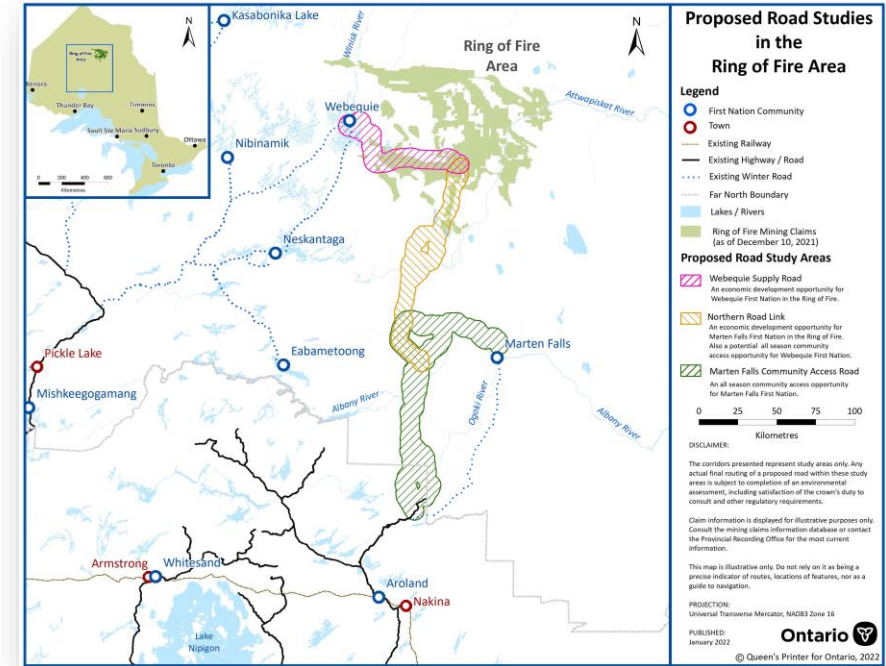 Kasabonika Lake
N
Winisk River
N
Ring of Fire
Area
Attwapiskat River
Webequie
Nibinamik
Neskantaga
Eabametoong
Marten Falls
Pickle Lake
Mishkeegogamang
Albany River
Ogoki River
Albany River
Armstrong
Whitesand
Aroland
Nakina
Lake
Nipigon
Ring of Fire
Area
Kenora
Thunder Bay
Timmins
Sault Ste Marie
Sudbury
Ottawa
Toronto
0 200 400 600
Kilometres
Proposed Road Studies
in the
Ring of Fire Area
Legend
First Nation Community
Town
Existing Railway
Existing Highway / Road
Existing Winter Road
Far North Boundary
Lakes / Rivers
Ring of Fire Mining Claims
(as of December 10, 2021)
Proposed Road Study Areas
Webequie Supply Road
An economic development opportunity for
Webequie First Nation in the Ring of Fire.
Northern Road Link
An economic development opportunity for
Marten Falls First Nation in the Ring of Fire.
Also a potential all season community
access opportunity for Webequie First Nation.
Marten Falls Community Access Road
An all season community access opportunity
for Marten Falls First Nation.
0 25 50 75 100
Kilometres
DISCLAIMER:
The corridors presented represent study areas only. Any
actual final routing of a proposed road within these study
areas is subject to completion of an environmental
assessment, including satisfaction of the crown's duty to
consult and other regulatory requirements.
Claim information is displayed for illustrative purposes only.
Consult the mining claims information database or contact
the Provincial Recording Office for the most current
information.
This map is illustrative only. Do not rely on it as being a
precise indicator of routes, locations of features, nor as a
guide to navigation.
PROJECTION:
Universal Transverse Mercator, NAD83 Zone 16
PUBLISHED:
January 2022
Ontario
© Queen's Printer for Ontario, 2022